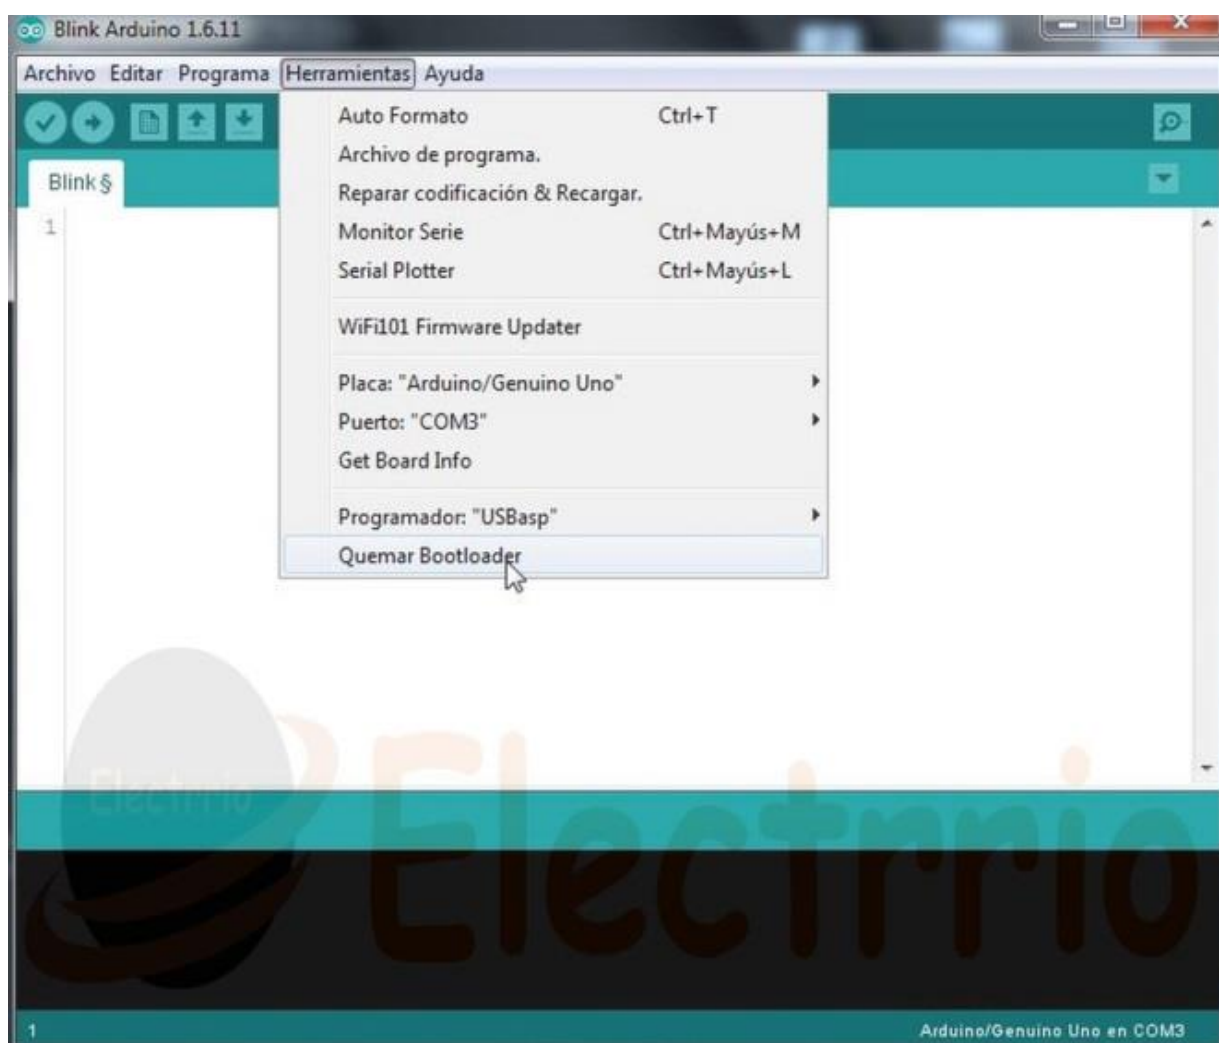 Blink Arduino 1.6.11
Archivo Editar Programa Herramientas Ayuda
Auto Formato Ctrl+T
Archivo de programa.
Reparar codificación & Recargar.
Monitor Serie Ctrl+Mayús+M
Serial Plotter Ctrl+Mayús+L
WiFi101 Firmware Updater
Placa: "Arduino/Genuino Uno"
Puerto: "COM3"
Get Board Info
Programador: "USBasp"
Quemar Bootloader
Blink §
1
Electrrio
Electrrio
1 Arduino/Genuino Uno en COM3